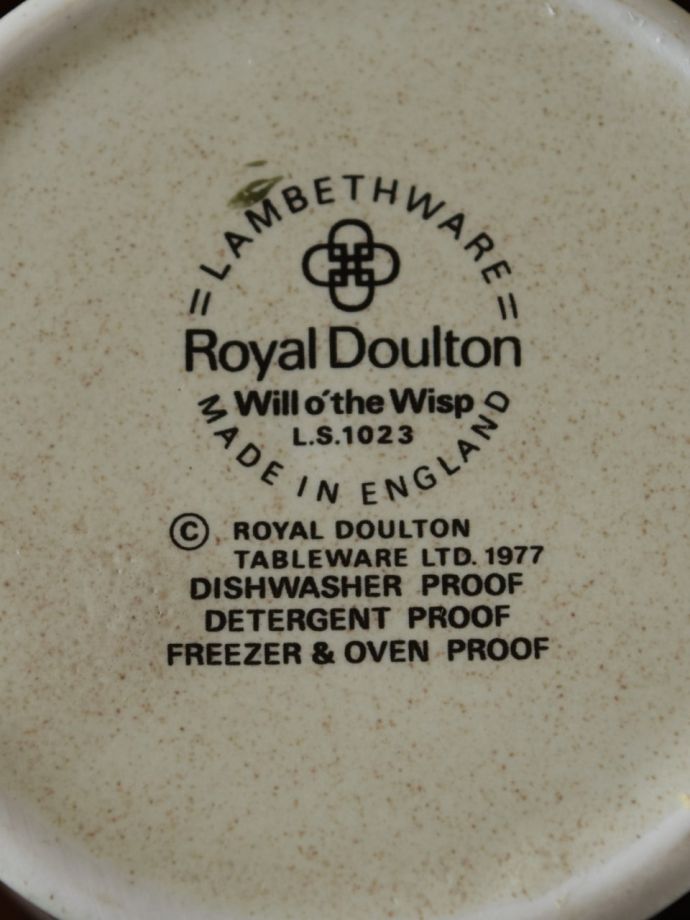 =LAMBETHWARE=
Royal Doulton
Will o'the Wisp
L.S.1023
MADE IN ENGLAND
© ROYAL DOULTON
TABLEWARE LTD. 1977
DISHWASHER PROOF
DETERGENT PROOF
FREEZER & OVEN PROOF